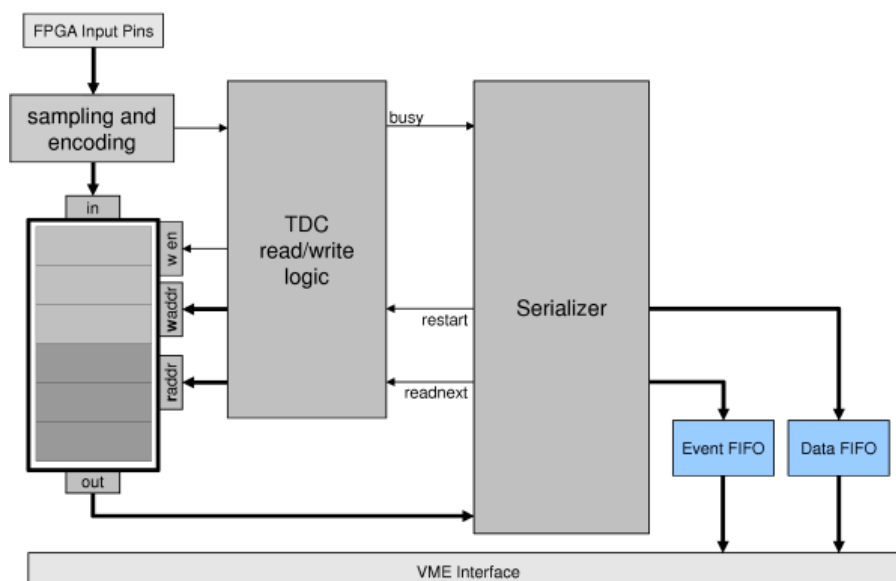 FPGA Input Pins
sampling and
encoding
busy
in
w en
TDC
read/write
logic
waddr
Serializer
restart
raddr
readnext
Event FIFO
Data FIFO
out
VME Interface